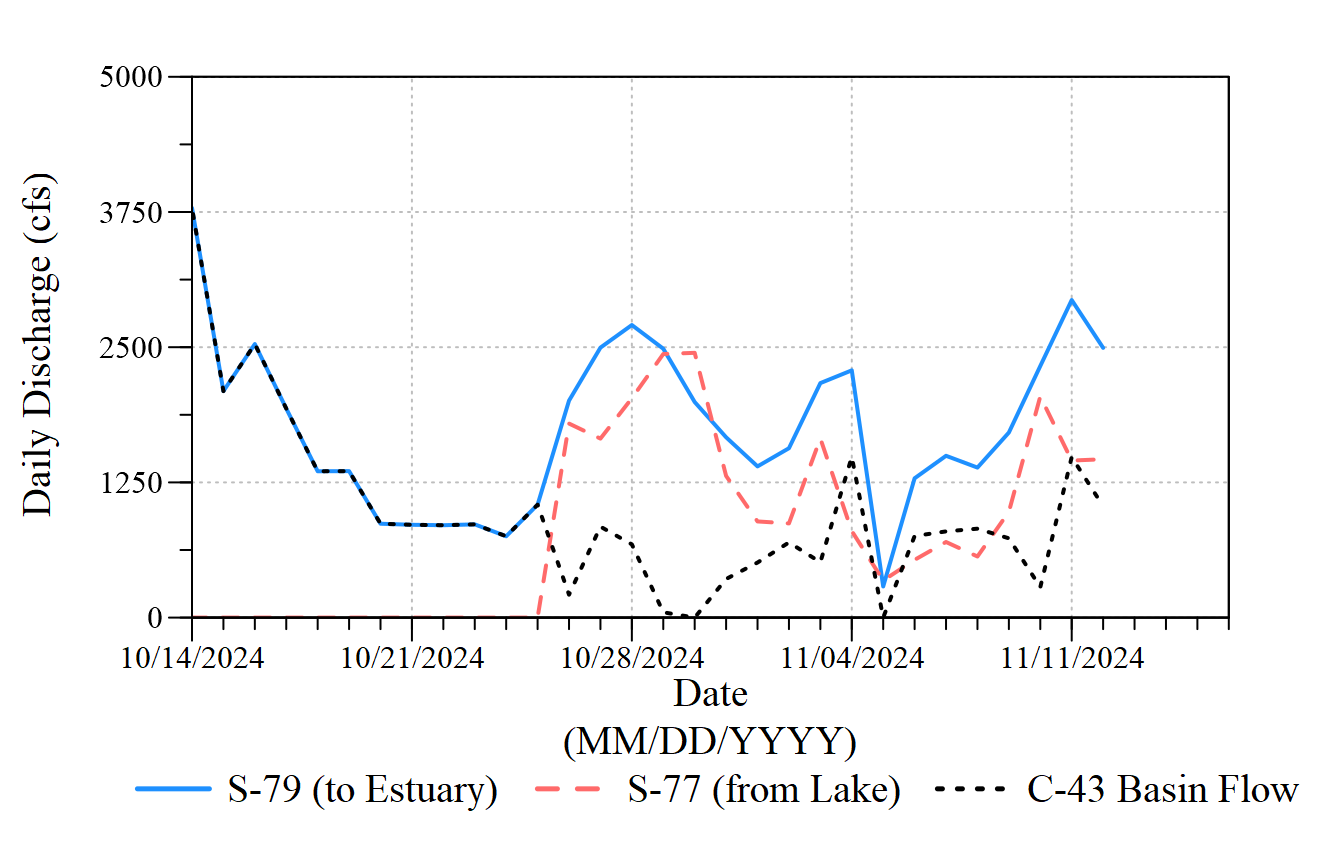 5000
3750
2500
1250
0
Daily Discharge (cfs)
10/14/2024 10/21/2024 10/28/2024 11/04/2024 11/11/2024
Date
(MM/DD/YYYY)
S-79 (to Estuary) S-77 (from Lake) C-43 Basin Flow